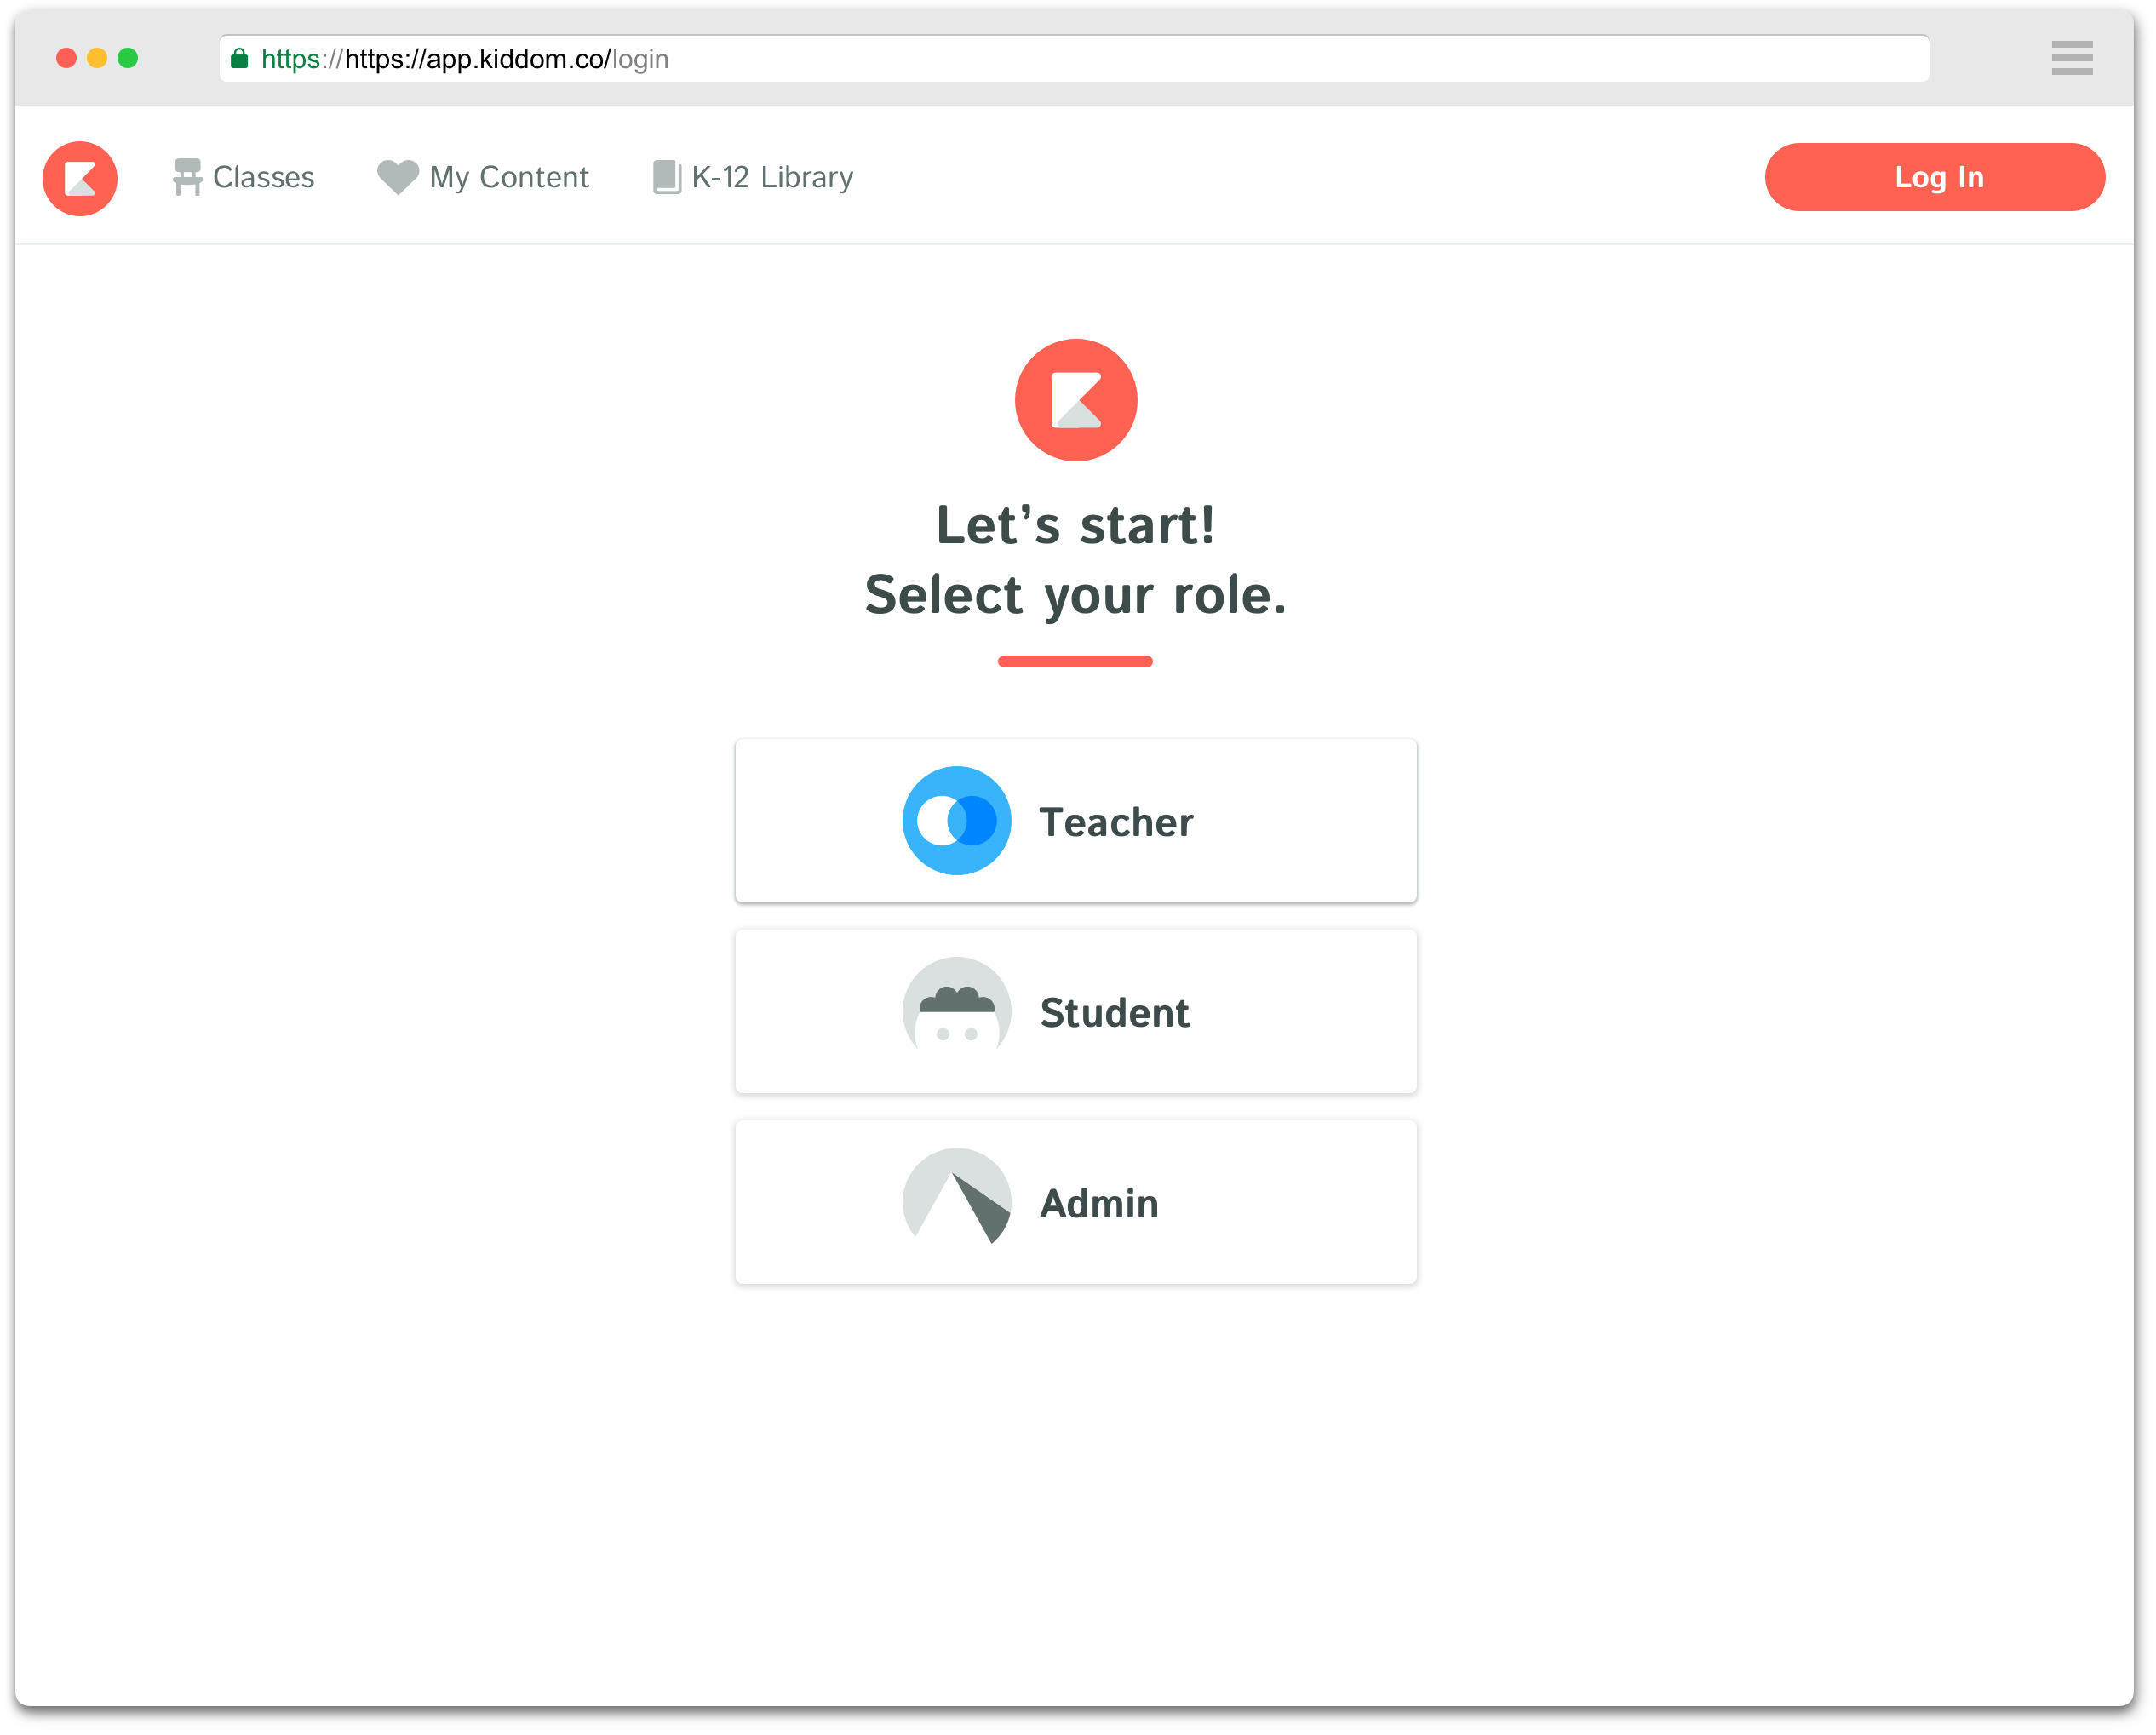 https://https://app.kiddom.co/login
Classes
My Content
K-12 Library
Log In
Let's start!
Select your role.
Teacher
Student
Admin